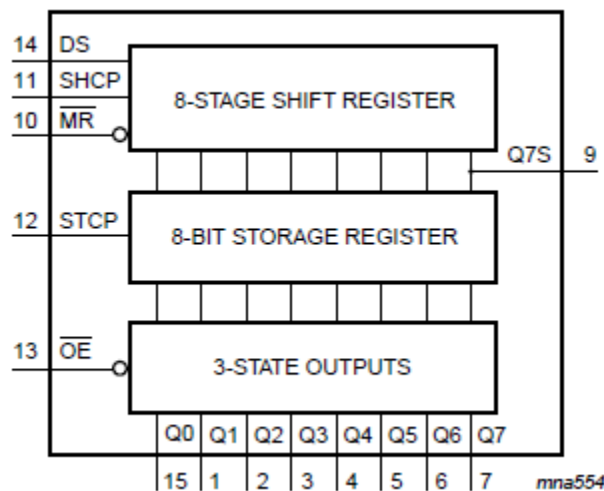 14 DS
11 SHCP
10 M̅R̅
8-STAGE SHIFT REGISTER
Q7S 9
12 STCP
8-BIT STORAGE REGISTER
13 O̅E̅
3-STATE OUTPUTS
Q0 Q1 Q2 Q3 Q4 Q5 Q6 Q7
15 1 2 3 4 5 6 7 mna554